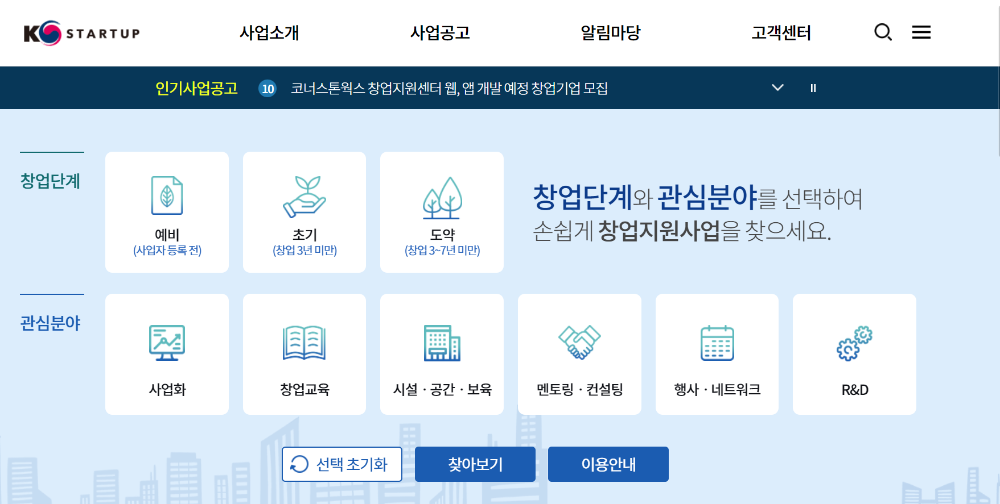 K STARTUP
사업소개
사업공고
알림마당
고객센터
인기사업공고
10
코너스톤웍스 창업지원센터 웹, 앱 개발 예정 창업기업 모집
창업단계
예비
(사업자 등록 전)
초기
(창업 3년 미만)
도약
(창업 3~7년 미만)
창업단계와 관심분야를 선택하여
손쉽게 창업지원사업을 찾으세요.
관심분야
사업화
창업교육
시설 · 공간 · 보육
멘토링 · 컨설팅
행사 · 네트워크
R&D
선택 초기화
찾아보기
이용안내